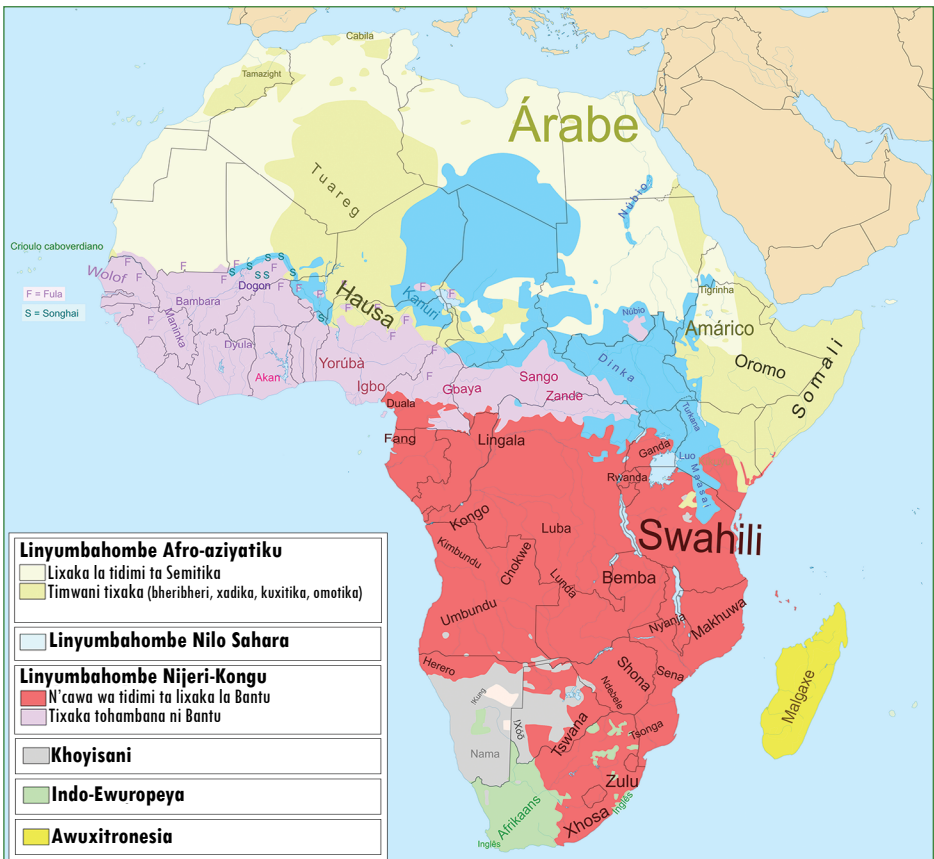 Cabila
Tamazight
Árabe
Tuareg
Núbio
Crioulo caboverdiano
Wolof
F
S
S
S
S
F
F
S
S
F
F = Fula
S = Songhai
Dogon
F
F
F
Bambara
Hausa
Kanuri
F
F
S
F
F
Maninka
F
Dyula
F
Tigrinha
Núbio
Amárico
Oromo
Somali
Yorúbà
Akan
Igbo
F
Gbaya
Sango
Zande
Dinka
Turkana
Duala
Fang
Lingala
Ganda
Luo
Rwanda
Maasai
Kongo
Luba
Swahili
Kimbundu
Chokwe
Lunda
Bemba
Umbundu
Nyanja
Makhuwa
Herero
Shona
Sena
Ndebele
!Kung
!Xóõ
Tswana
Tsonga
Nama
Malgaxe
Zulu
Afrikaans
Xhosa
Inglês
Inglês
Linyumbahombe Afro-aziyatiku
Lixaka la tidimi ta Semitika
Timwani tixaka (bheribheri, xadika, kuxitika, omotika)
Linyumbahombe Nilo Sahara
Linyumbahombe Nijeri-Kongu
N'cawa wa tidimi ta lixaka la Bantu
Tixaka tohambana ni Bantu
Khoyisani
Indo-Ewuropeya
Awuxitronesia